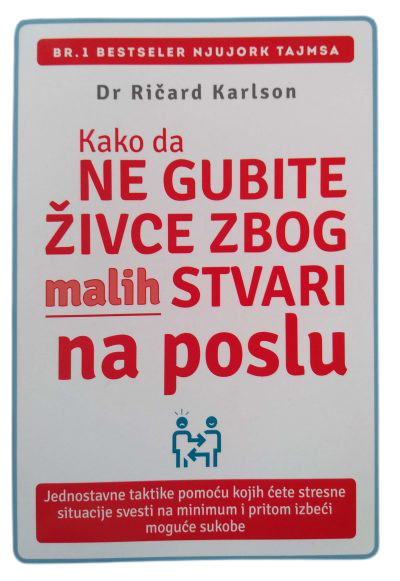 BR.1 BESTSELER NJUJORK TAJMSA
Dr Ričard Karlson
Kako da
NE GUBITE
ŽIVCE ZBOG
malih STVARI
na poslu
Jednostavne taktike pomoću kojih ćete stresne
situacije svesti na minimum i pritom izbeći
moguće sukobe